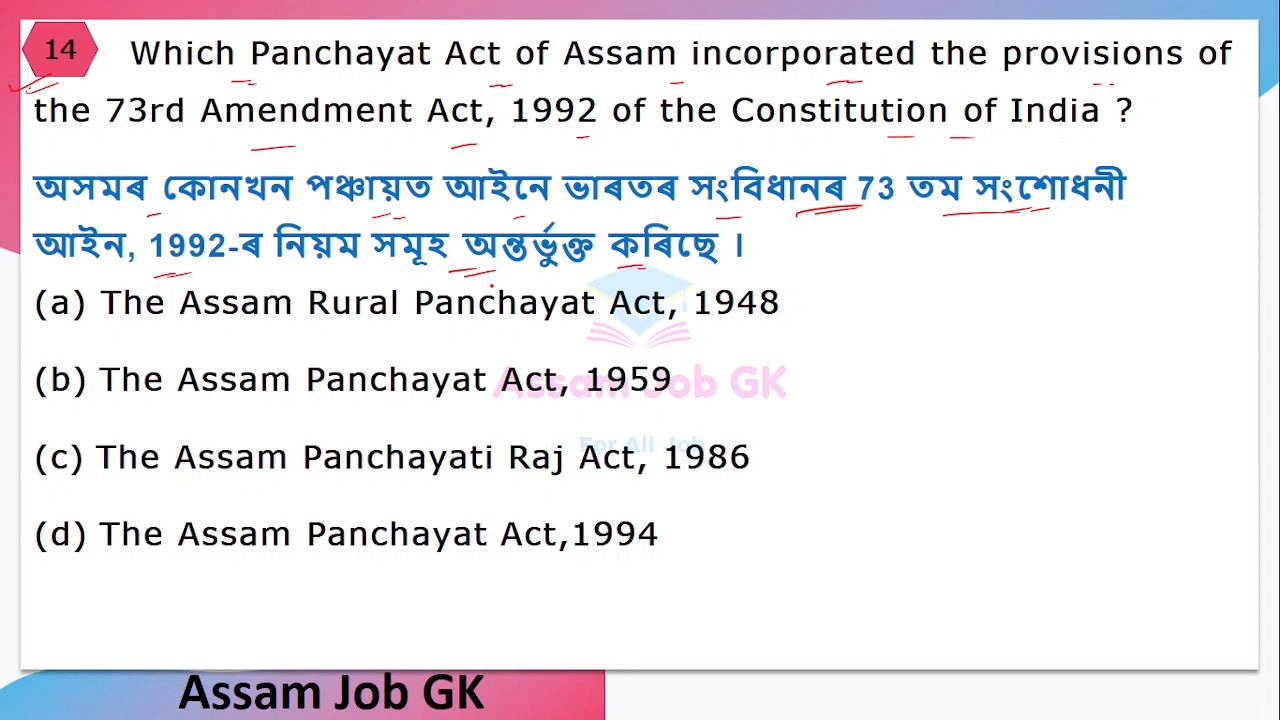 14 Which Panchayat Act of Assam incorporated the provisions of
the 73rd Amendment Act, 1992 of the Constitution of India ?
অসমৰ কোনখন পঞ্চায়ত আইনে ভাৰতৰ সংবিধানৰ 73 তম সংশোধনী
আইন, 1992-ৰ নিয়ম সমূহ অন্তৰ্ভুক্ত কৰিছে ।
(a) The Assam Rural Panchayat Act, 1948
(b) The Assam Panchayat Act, 1959
Assam Job GK
For All Job
(c) The Assam Panchayati Raj Act, 1986
(d) The Assam Panchayat Act,1994
Assam Job GK